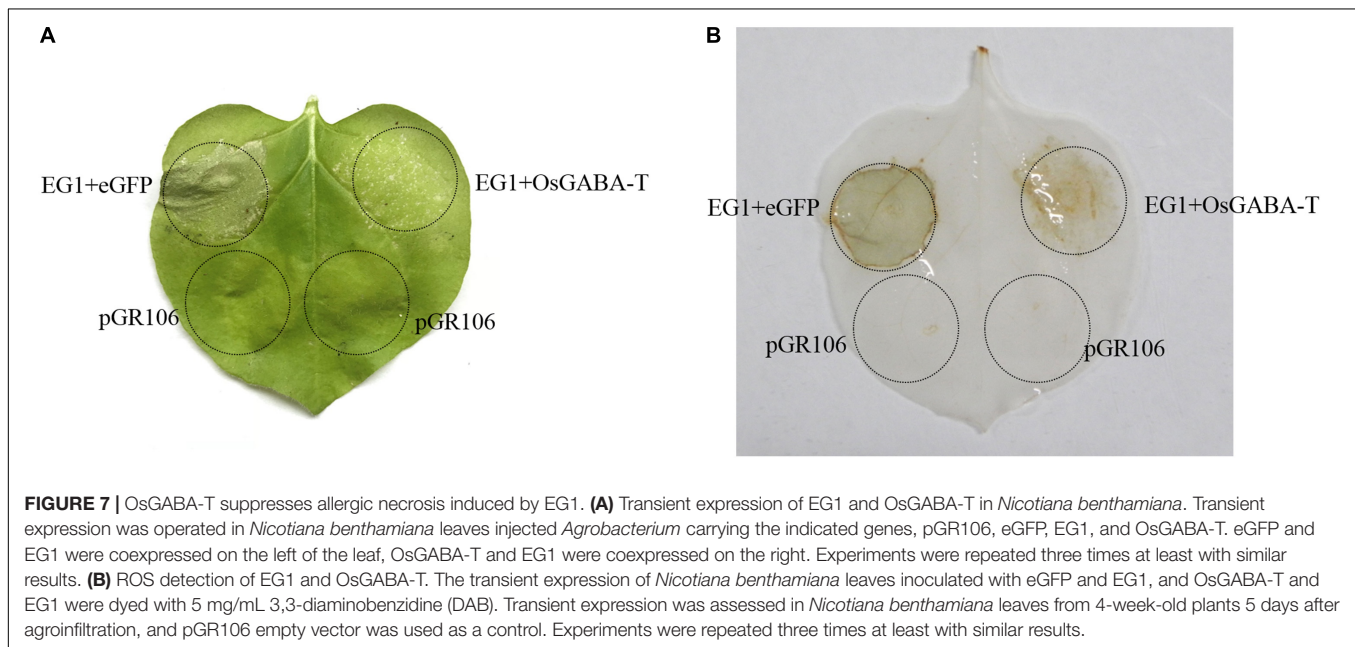 A
B
EG1+eGFP
EG1+OsGABA-T
pGR106
pGR106
EG1+eGFP
EG1+OsGABA-T
pGR106
pGR106
FIGURE 7 | OsGABA-T suppresses allergic necrosis induced by EG1. (A) Transient expression of EG1 and OsGABA-T in Nicotiana benthamiana. Transient
expression was operated in Nicotiana benthamiana leaves injected Agrobacterium carrying the indicated genes, pGR106, eGFP, EG1, and OsGABA-T. eGFP and
EG1 were coexpressed on the left of the leaf, OsGABA-T and EG1 were coexpressed on the right. Experiments were repeated three times at least with similar
results. (B) ROS detection of EG1 and OsGABA-T. The transient expression of Nicotiana benthamiana leaves inoculated with eGFP and EG1, and OsGABA-T and
EG1 were dyed with 5 mg/mL 3,3-diaminobenzidine (DAB). Transient expression was assessed in Nicotiana benthamiana leaves from 4-week-old plants 5 days after
agroinfiltration, and pGR106 empty vector was used as a control. Experiments were repeated three times at least with similar results.